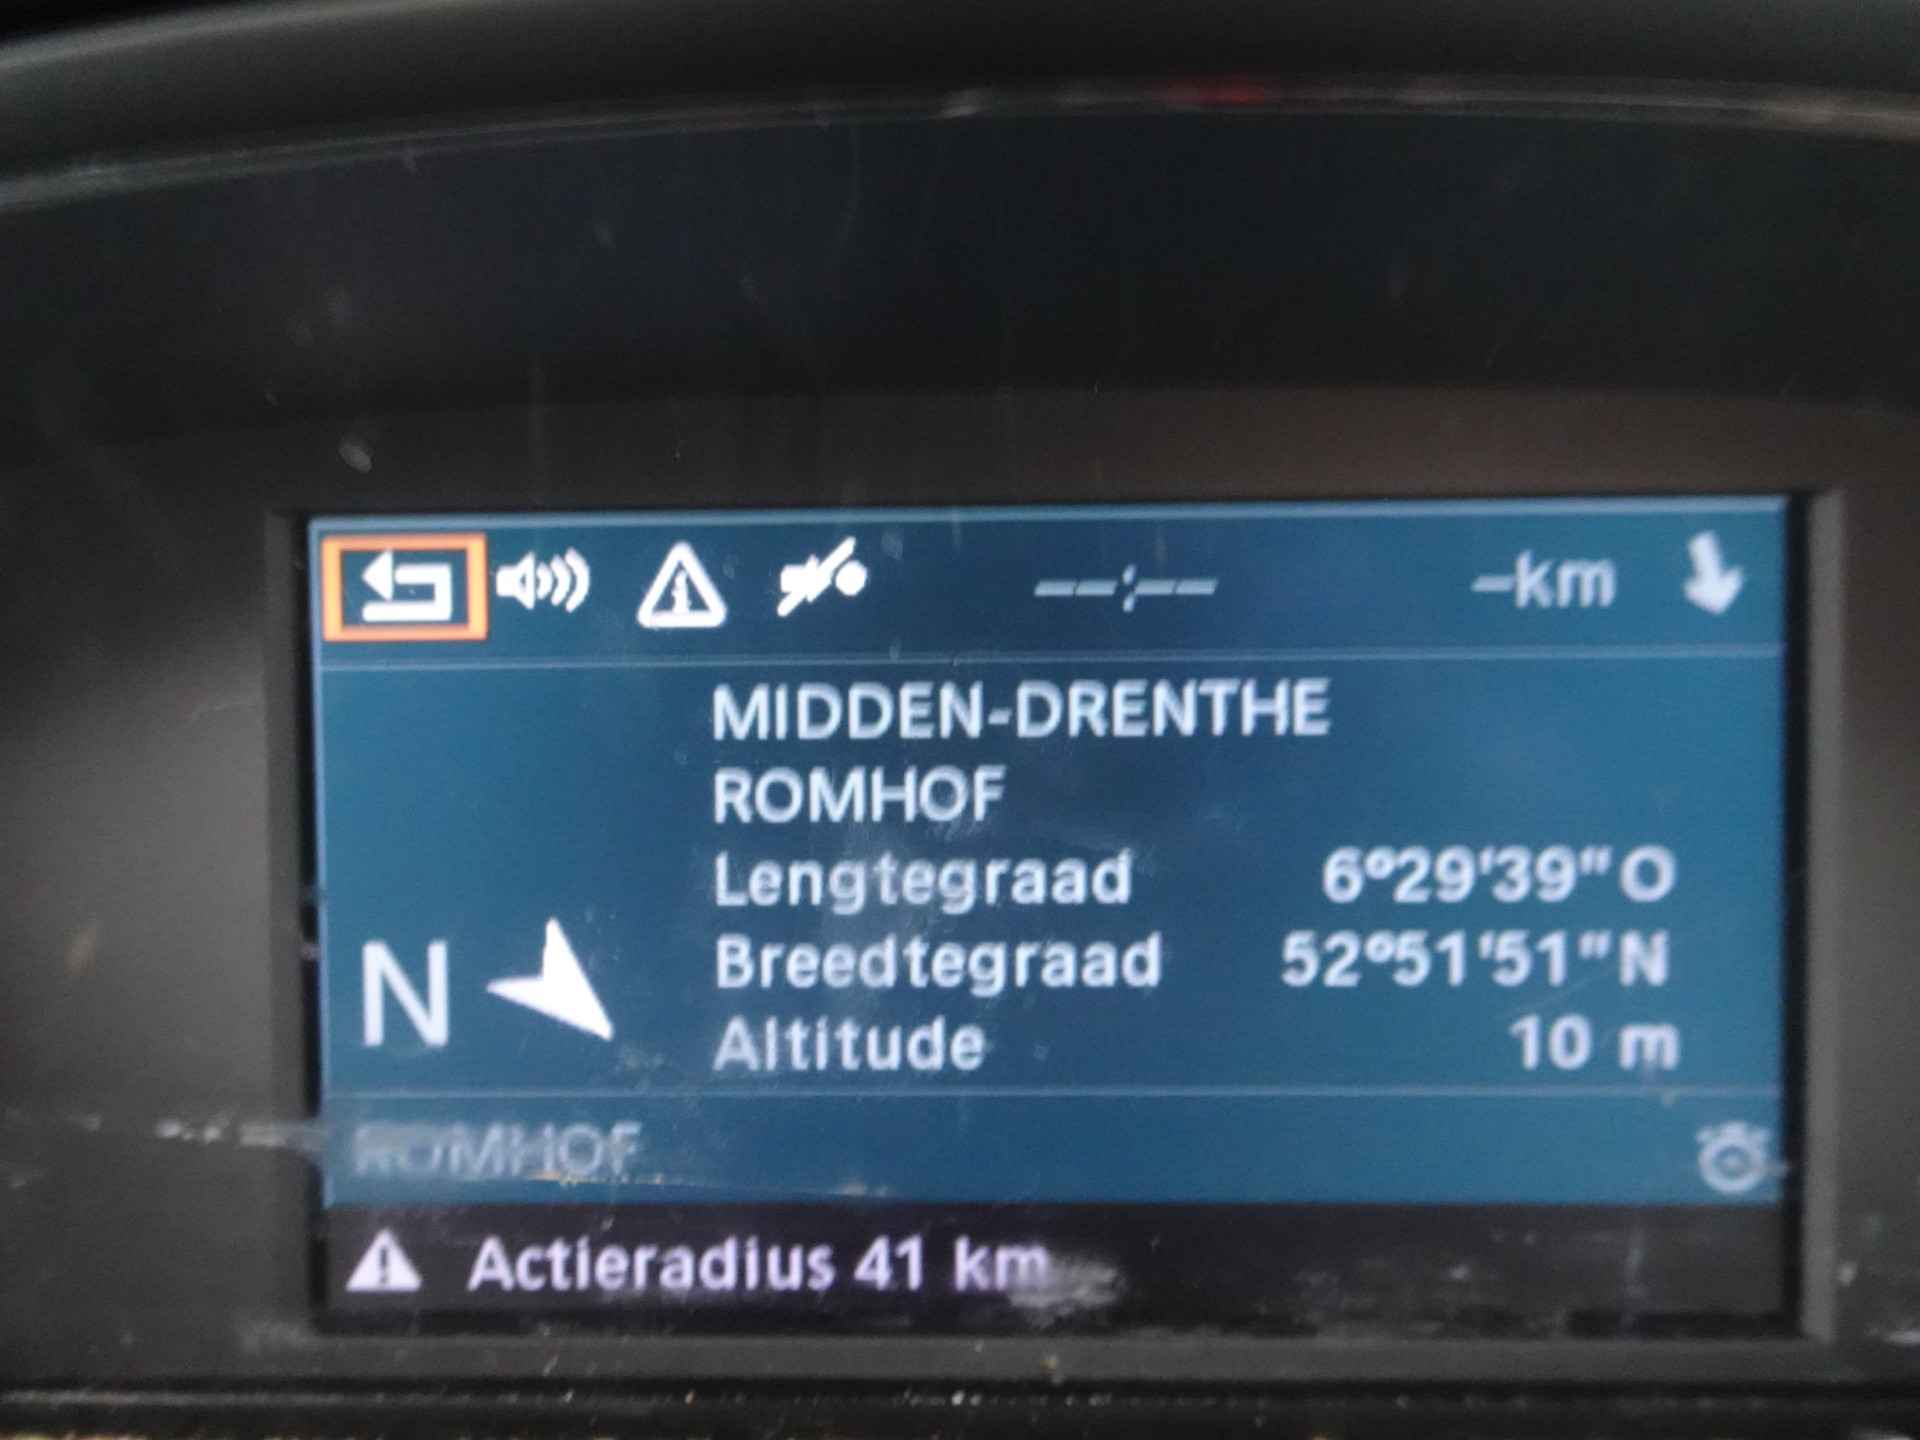 --:-- -km
MIDDEN-DRENTHE
ROMHOF
Lengtegraad 6°29'39"O
Breedtegraad 52°51'51"N
N
Altitude 10 m
ROMHOF
Actieradius 41 km